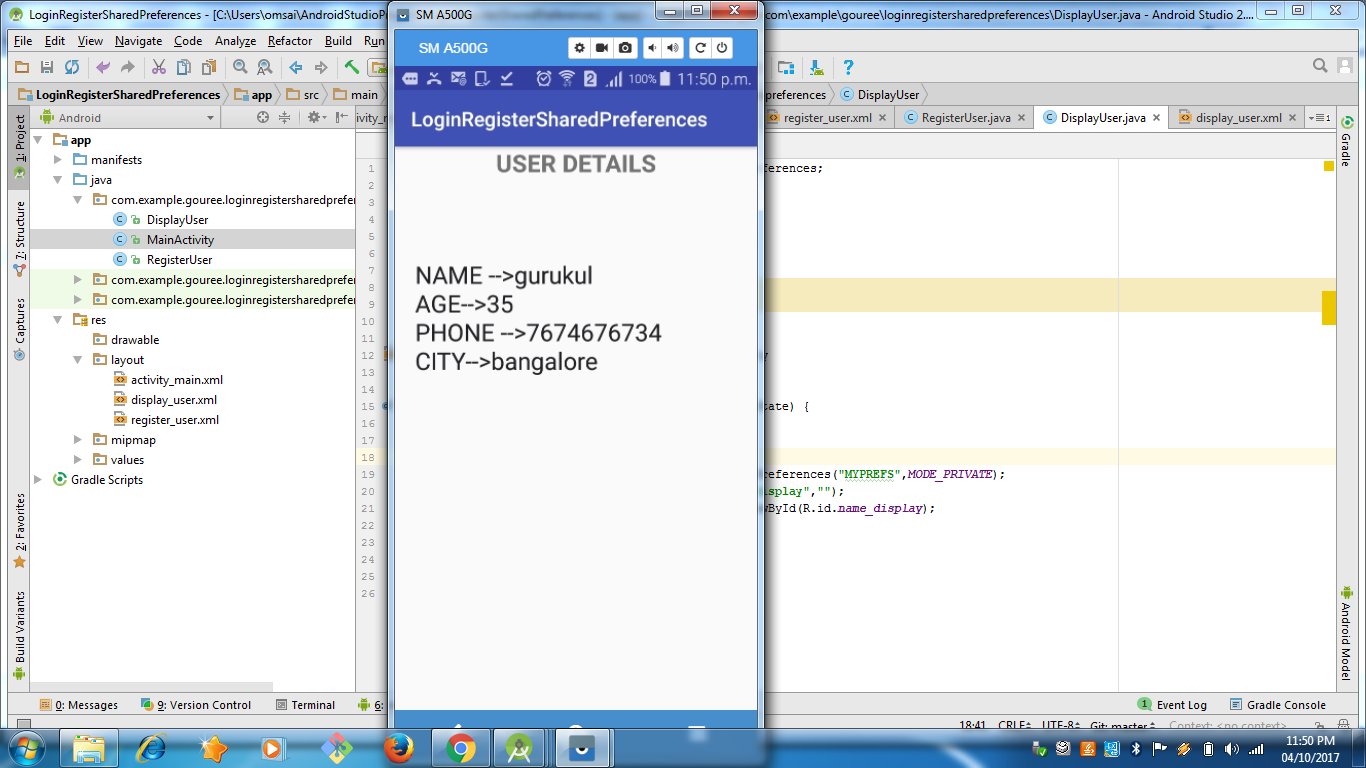 LoginRegisterSharedPreferences - [C:\Users\omsai\AndroidStudioP
SM A500G
com\example\gouree\loginregistersharedpreferences\DisplayUser.java - Android Studio 2....
File Edit View Navigate Code Analyze Refactor Build Run
SM A500G
100% 11:50 p.m.
LoginRegisterSharedPreferences app src main
preferences DisplayUser
LoginRegisterSharedPreferences
Android
register_user.xml RegisterUser.java DisplayUser.java display_user.xml
1: Project
7: Structure
Captures
2: Favorites
Build Variants
app
manifests
java
com.example.gouree.loginregistersharedprefer
DisplayUser
MainActivity
RegisterUser
com.example.gouree.loginregistersharedprefer
com.example.gouree.loginregistersharedprefer
res
drawable
layout
activity_main.xml
display_user.xml
register_user.xml
mipmap
values
Gradle Scripts
1
2
3
4
5
6
7
8
9
10
11
12
13
14
15
16
17
18
19
20
21
22
23
24
25
26
USER DETAILS
NAME -->gurukul
AGE-->35
PHONE -->7674676734
CITY-->bangalore
erences;
ate) {
eferences("MYPREFS",MODE_PRIVATE);
isplay","");
wById(R.id.name_display);
Gradle
Android Model
0: Messages 9: Version Control Terminal 6:
1 Event Log Gradle Console
18:41 CRLF UTF-8 Git: master Context: <no context>
11:50 PM
04/10/2017